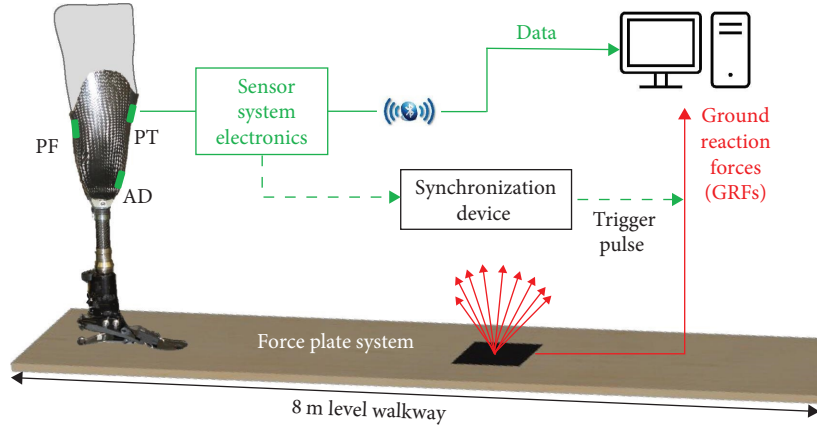 Data
Sensor
system
electronics
PF
PT
AD
Ground
reaction
forces
(GRFs)
Synchronization
device
Trigger
pulse
Force plate system
8 m level walkway